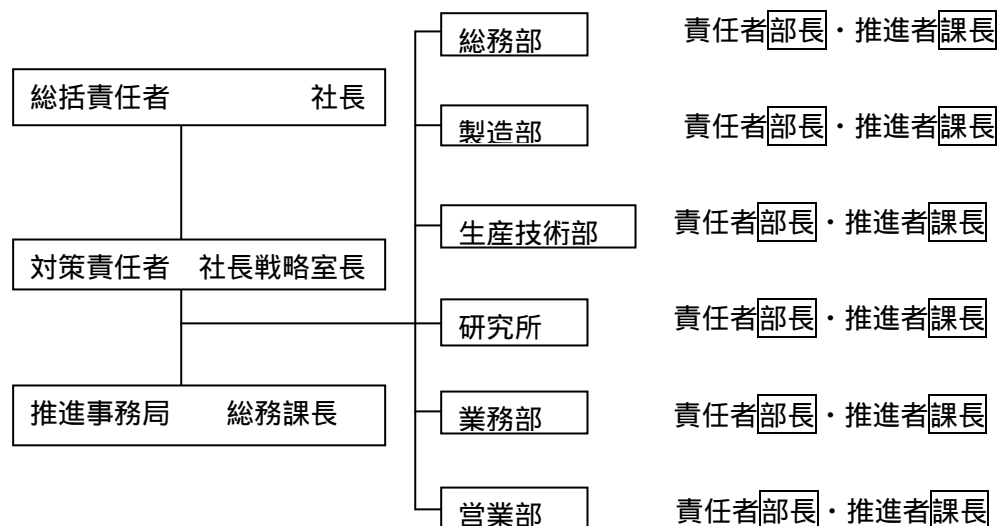 総務部 責任者部長・推進者課長
総括責任者 社長
製造部 責任者部長・推進者課長
生産技術部 責任者部長・推進者課長
対策責任者 社長戦略室長
研究所 責任者部長・推進者課長
推進事務局 総務課長
業務部 責任者部長・推進者課長
営業部 責任者部長・推進者課長